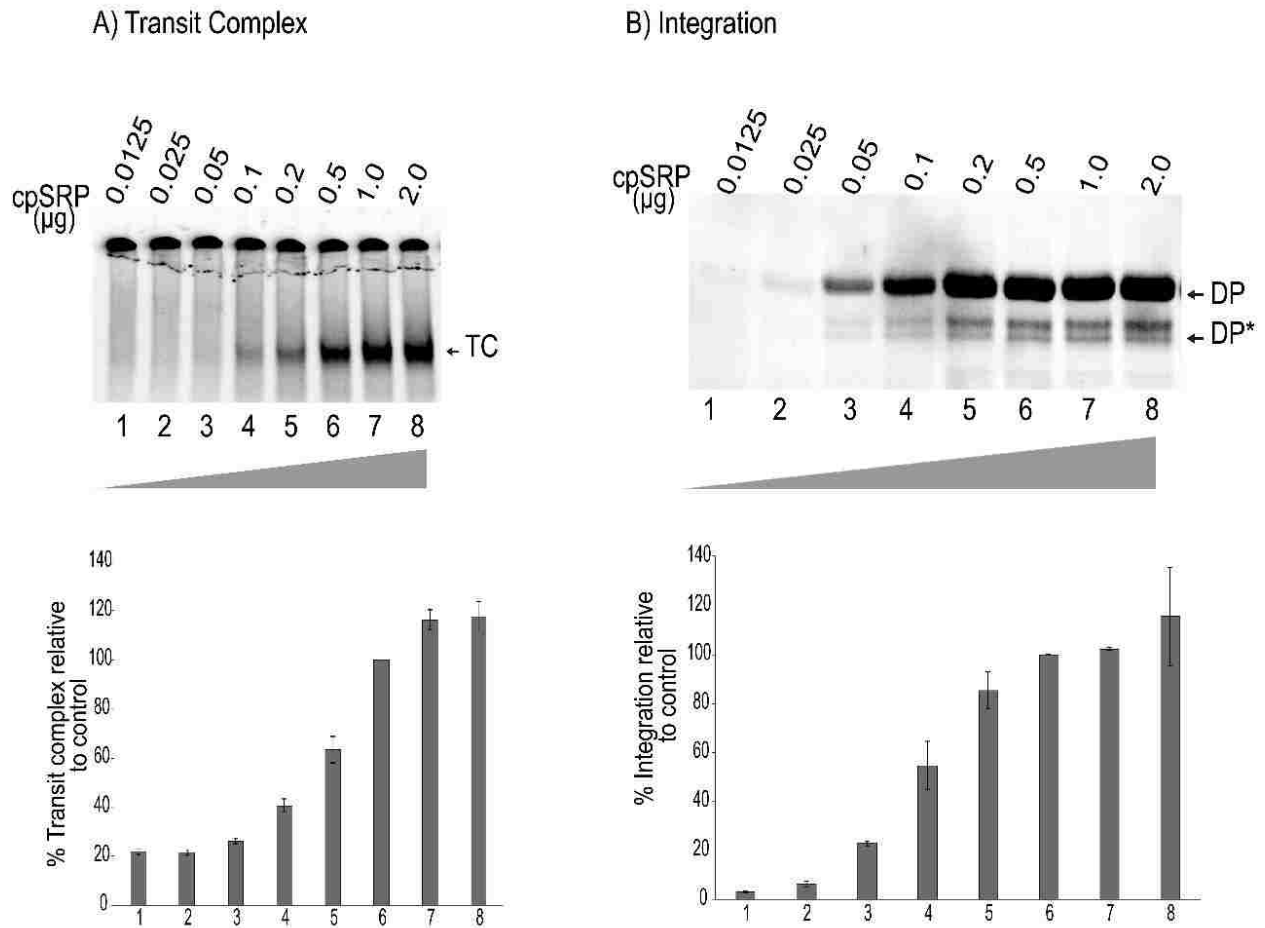 A) Transit Complex
cpSRP
(µg)
0.0125
0.025
0.05
0.1
0.2
0.5
1.0
2.0
← TC
1 2 3 4 5 6 7 8
% Transit complex relative
to control
140
120
100
80
60
40
20
0
1 2 3 4 5 6 7 8
B) Integration
cpSRP
(µg)
0.0125
0.025
0.05
0.1
0.2
0.5
1.0
2.0
← DP
← DP*
1 2 3 4 5 6 7 8
% Integration relative
to control
140
120
100
80
60
40
20
0
1 2 3 4 5 6 7 8